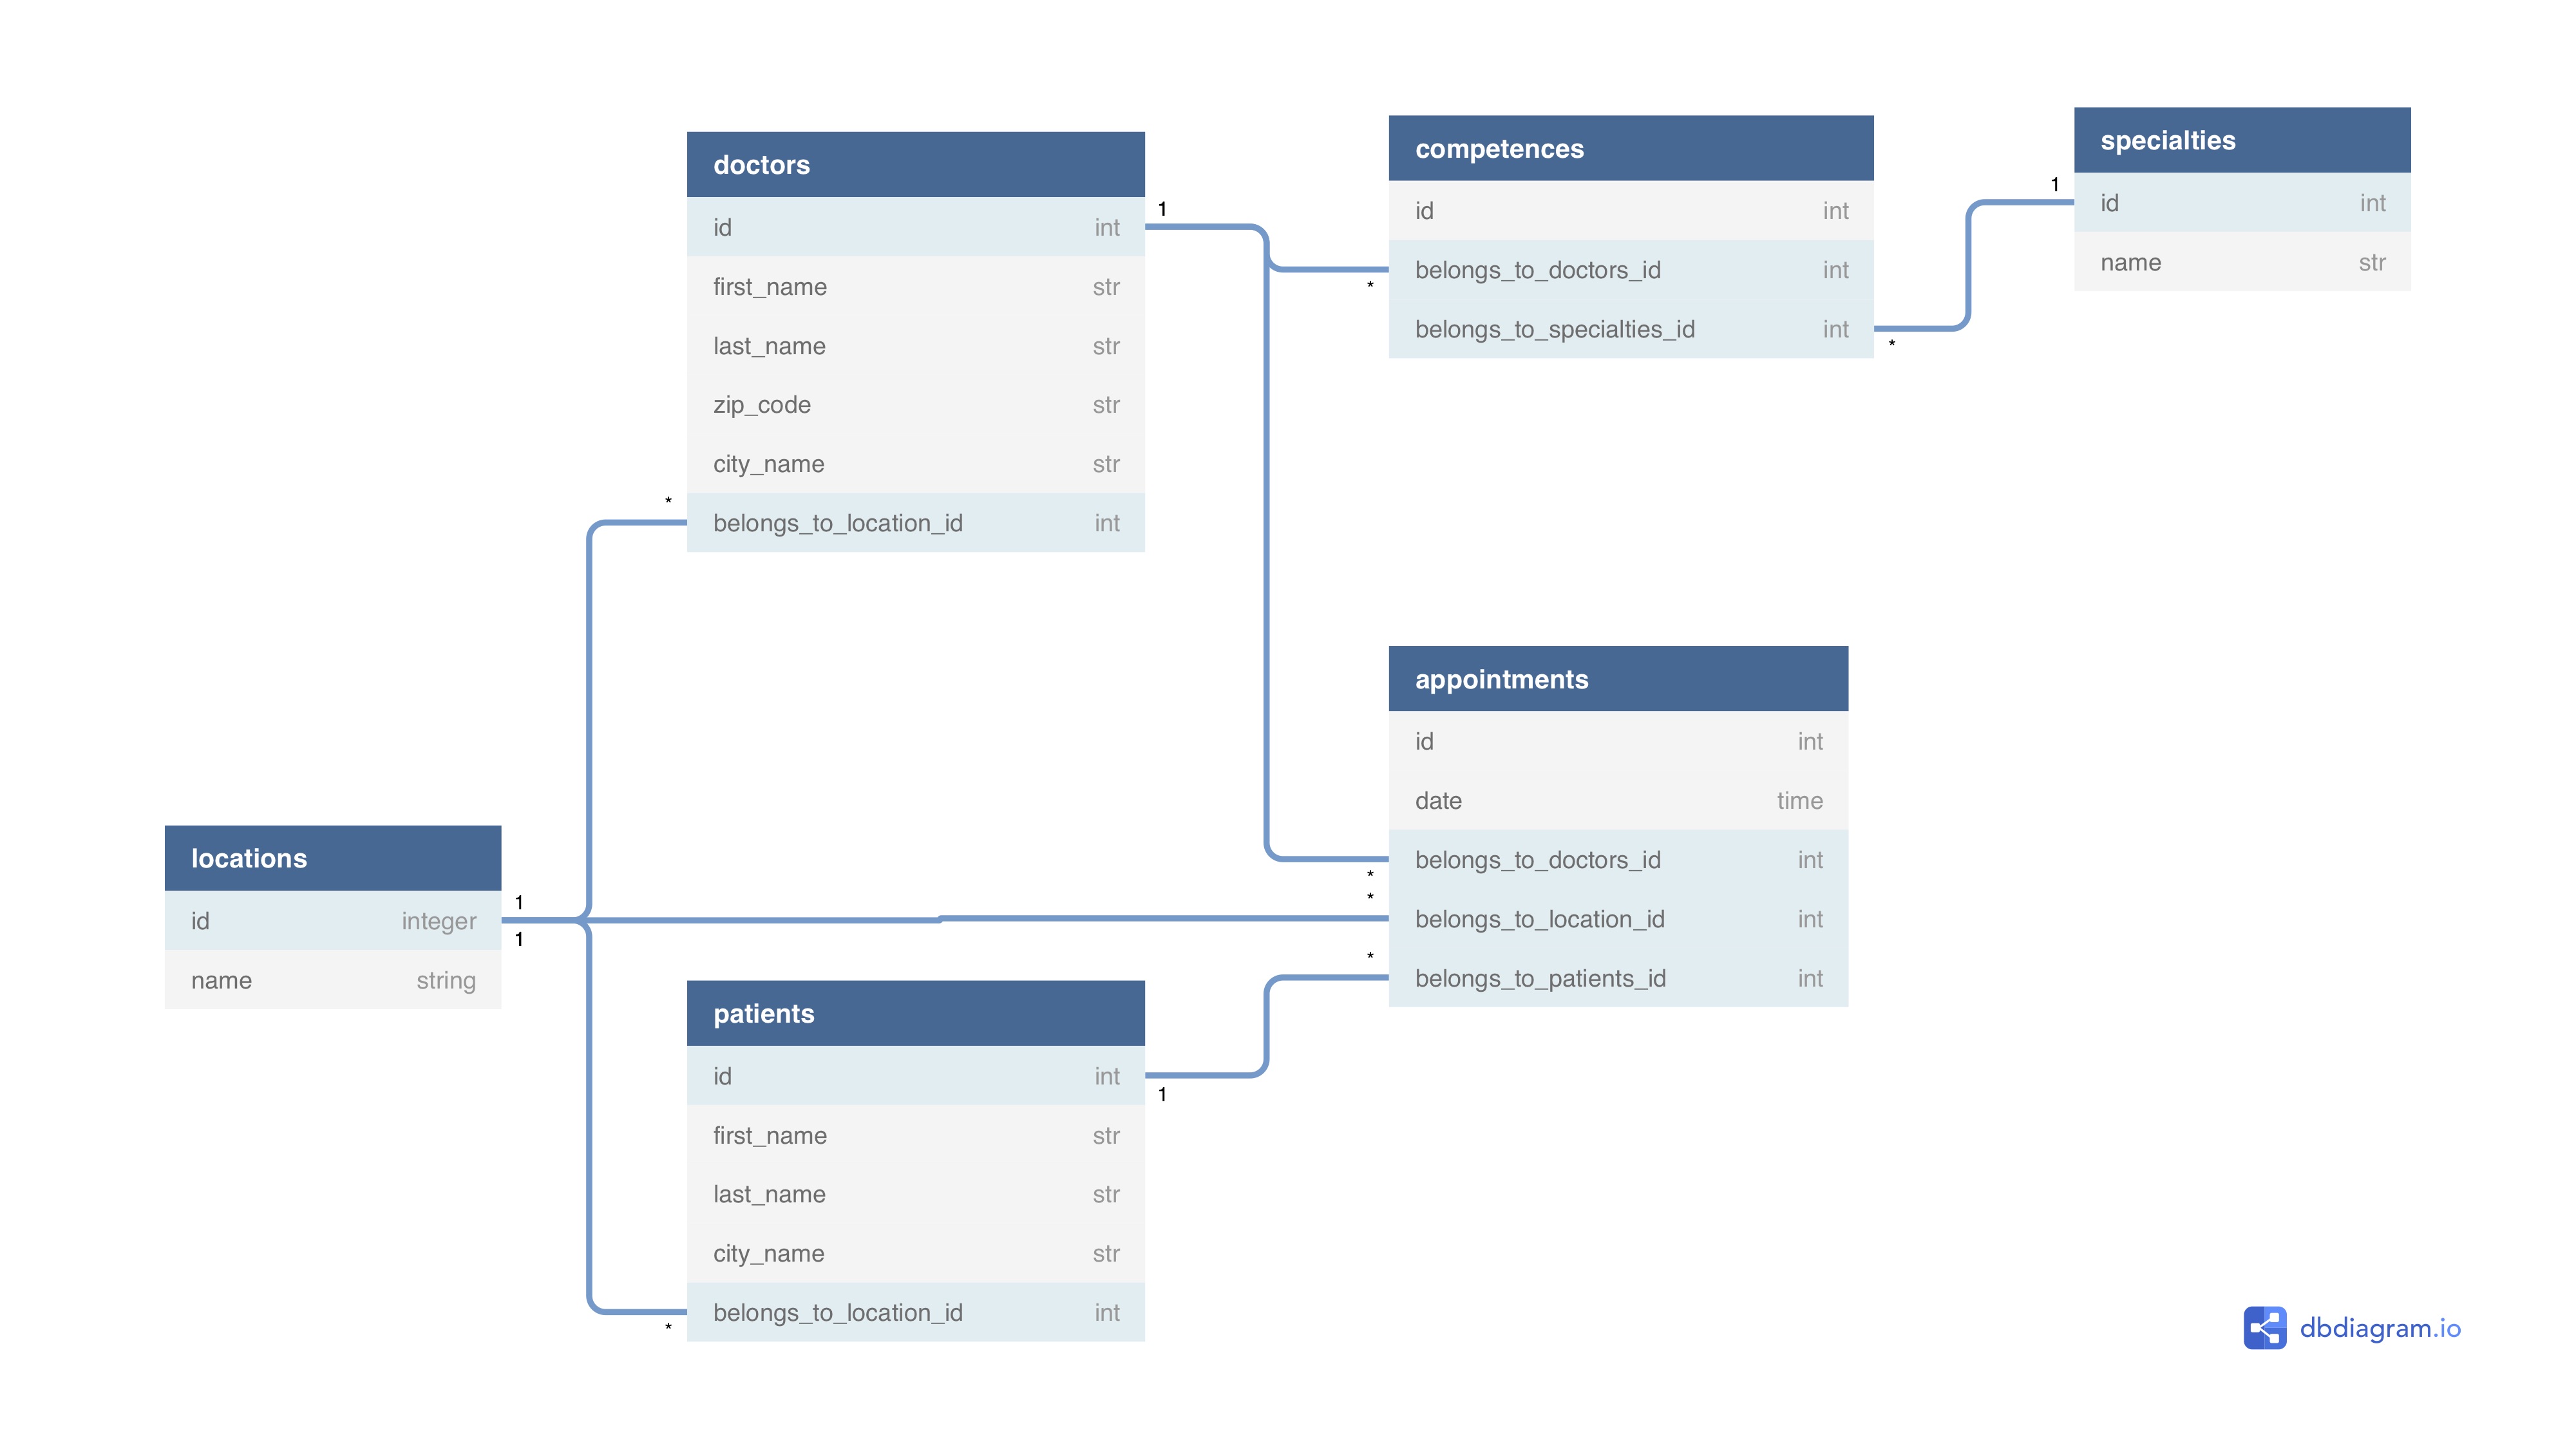 doctors
id int
first_name str
last_name str
zip_code str
city_name str
belongs_to_location_id int
1
*
competences
id int
belongs_to_doctors_id int
belongs_to_specialties_id int
*
*
specialties
id int
name str
1
appointments
id int
date time
belongs_to_doctors_id int
belongs_to_location_id int
belongs_to_patients_id int
*
*
*
locations
id integer
name string
1
1
patients
id int
first_name str
last_name str
city_name str
belongs_to_location_id int
1
*
dbdiagram.io